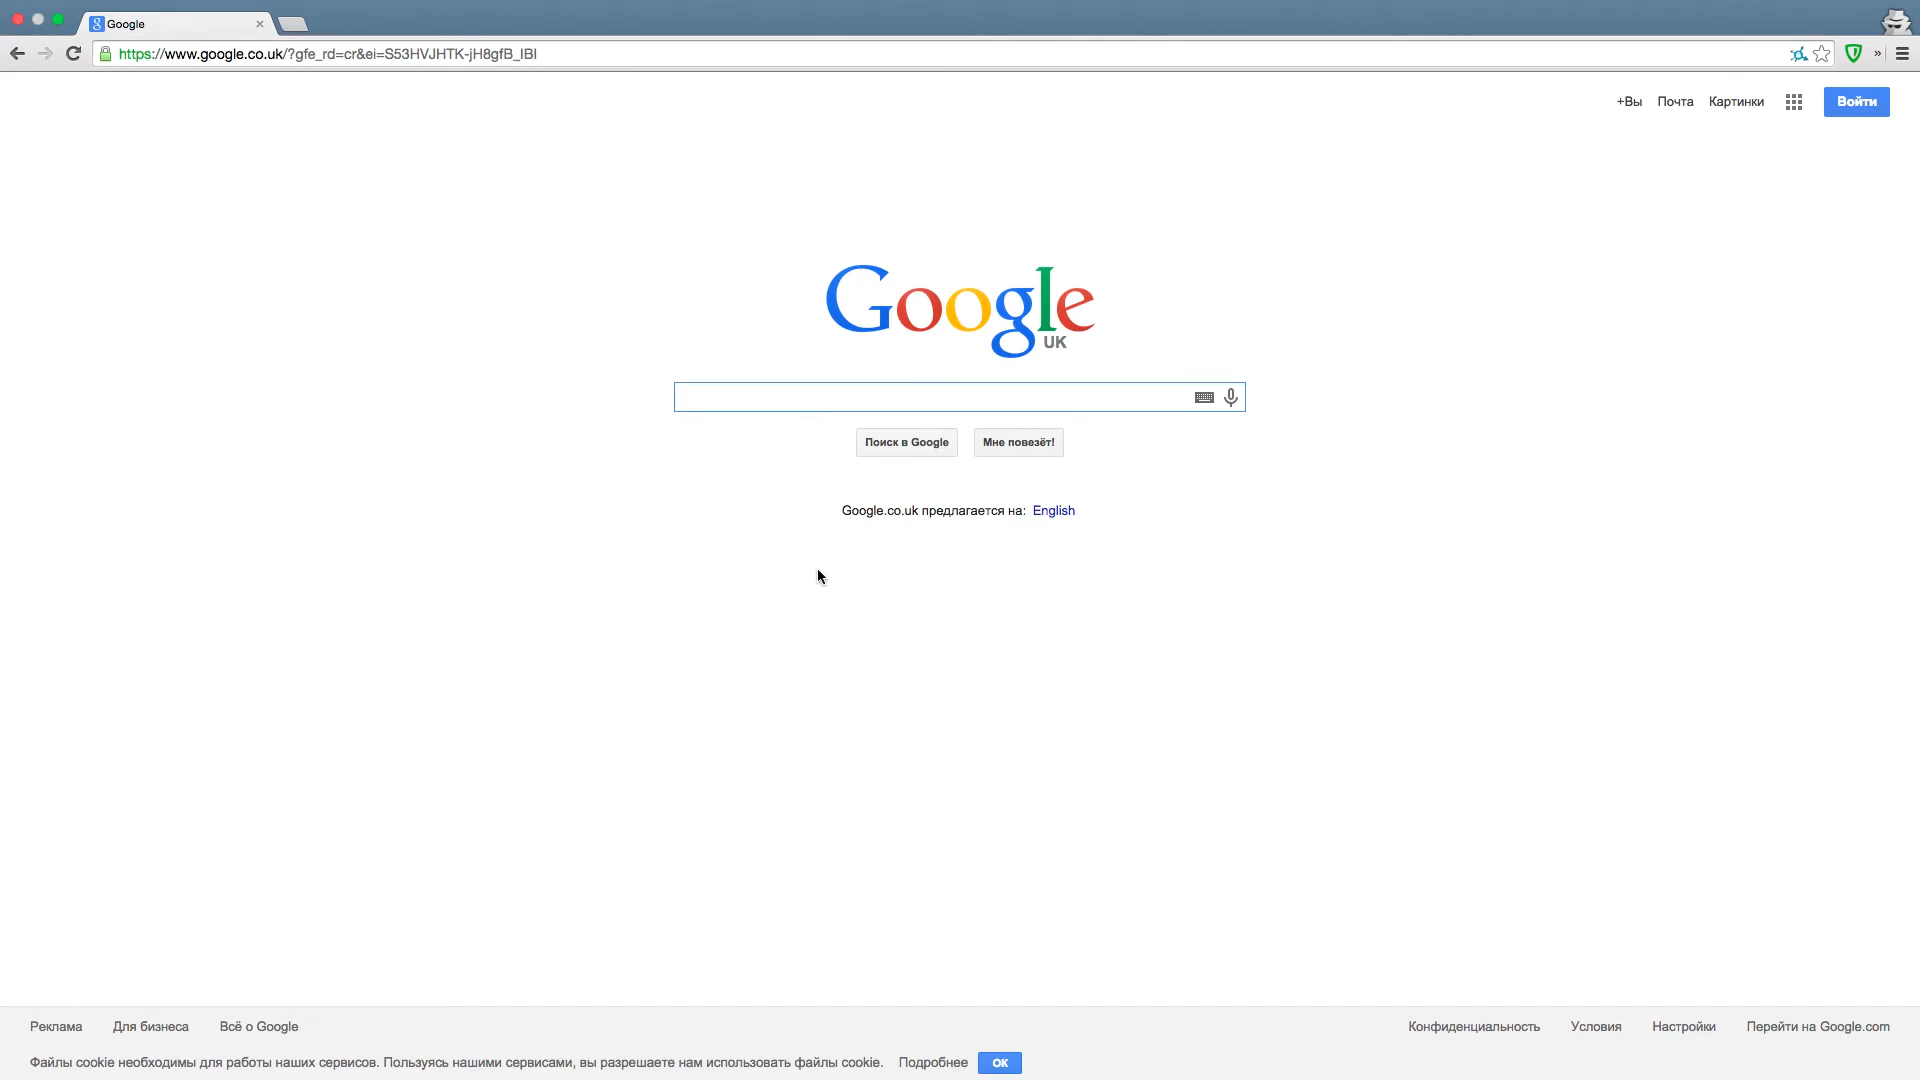 Google
https://www.google.co.uk/?gfe_rd=cr&ei=S53HVJHTK-jH8gfB_IBI
+Вы Почта Картинки Войти
Google
UK
Поиск в Google Мне повезёт!
Google.co.uk предлагается на: English
Реклама Для бизнеса Всё о Google Конфиденциальность Условия Настройки Перейти на Google.com
Файлы cookie необходимы для работы наших сервисов. Пользуясь нашими сервисами, вы разрешаете нам использовать файлы cookie. Подробнее ОК